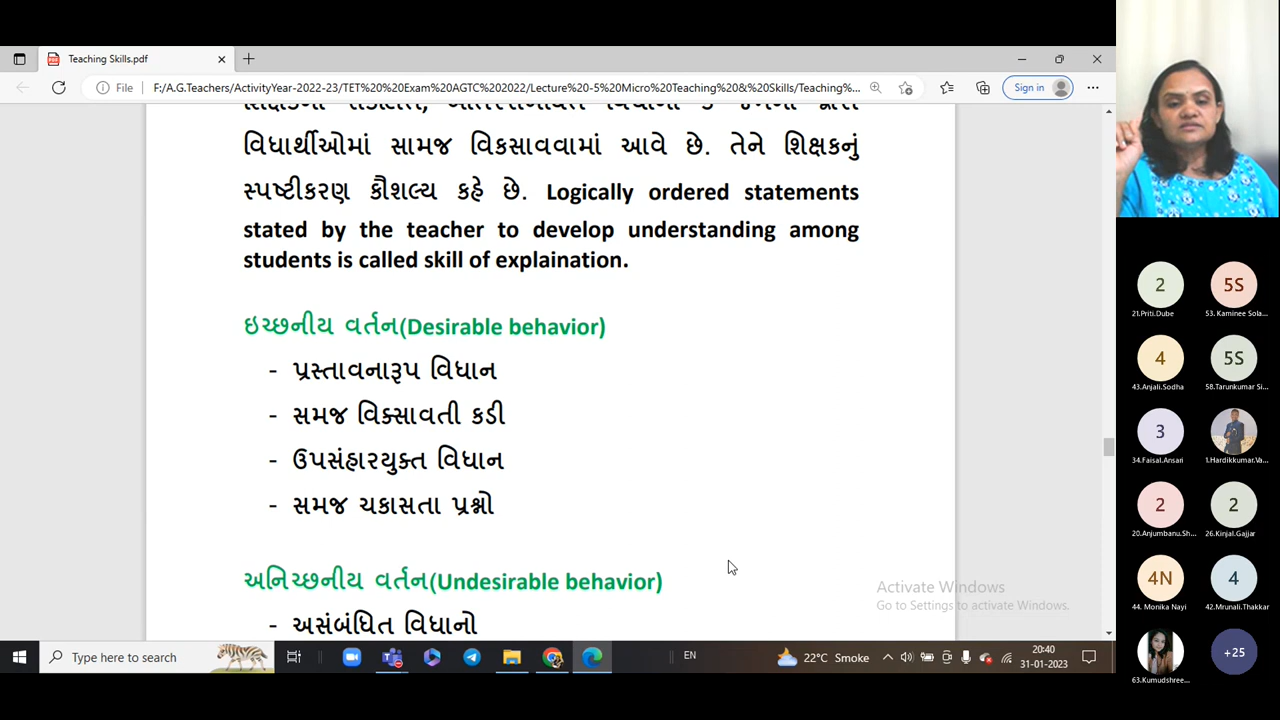 Teaching Skills.pdf
File F:/A.G.Teachers/ActivityYear-2022-23/TET%20%20Exam%20AGTC%202022/Lecture%20-5%20Micro%20Teaching%20&%20Skills/Teaching%...
Sign in
વિધાર્થીઓમાં સામજ વિકસાવવામાં આવે છે. તેને શિક્ષકનું
સ્પષ્ટીકરણ કૌશલ્ય કહે છે. Logically ordered statements
stated by the teacher to develop understanding among
students is called skill of explaination.
ઇચ્છનીય વર્તન(Desirable behavior)
- પ્રસ્તાવનારૂપ વિધાન
- સમજ વિક્સાવતી કડી
- ઉપસંહારયુક્ત વિધાન
- સમજ ચકાસતા પ્રશ્નો
અનિચ્છનીય વર્તન(Undesirable behavior)
- અસંબંધિત વિધાનો
Activate Windows
Go to Settings to activate Windows.
Type here to search
EN
22°C Smoke
20:40
31-01-2023
2 5S
21.Priti.Dube 53. Kaminee Sola...
4 5S
43.Anjali.Sodha 58.Tarunkumar Si...
3
34.Faisal.Ansari 1.Hardikkumar.Va...
2 2
20.Anjumbanu.Sh... 26.Kinjal.Gajjar
4N 4
44. Monika Nayi 42.Mrunali.Thakkar
+25
63.Kumudshree...